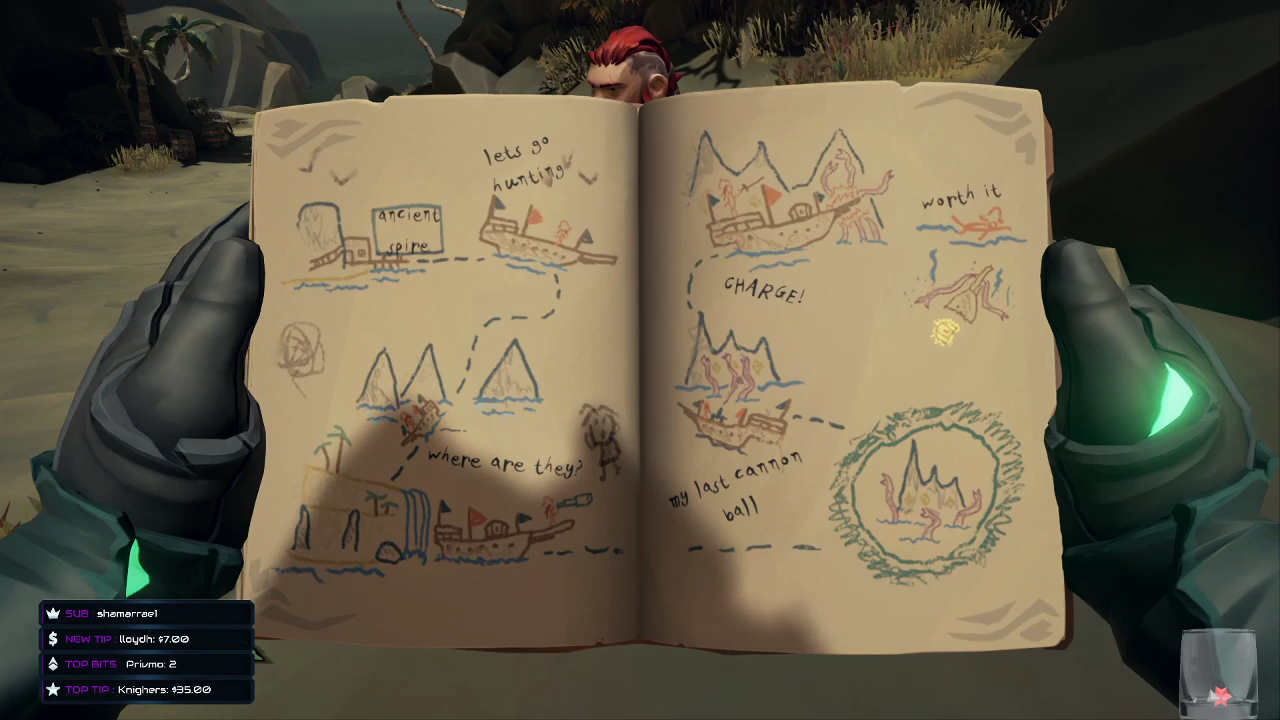 lets go
hunting
ancient
spire
where are they?
worth it
CHARGE!
my last cannon
ball
SUB : shamarrael
NEW TIP : lloydh: $7.00
TOP BITS : Privmo: 2
TOP TIP : Knighers: $35.00